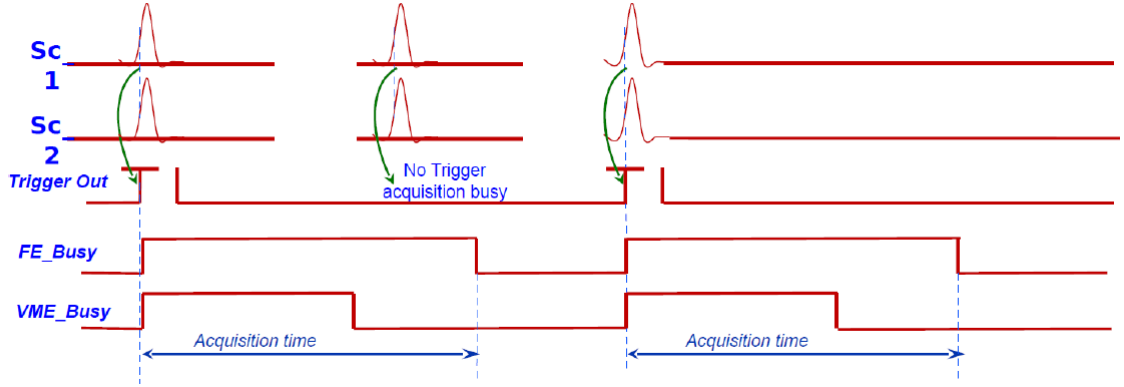 Sc
1
Sc
2
Trigger Out
No Trigger
acquisition busy
FE_Busy
VME_Busy
Acquisition time
Acquisition time